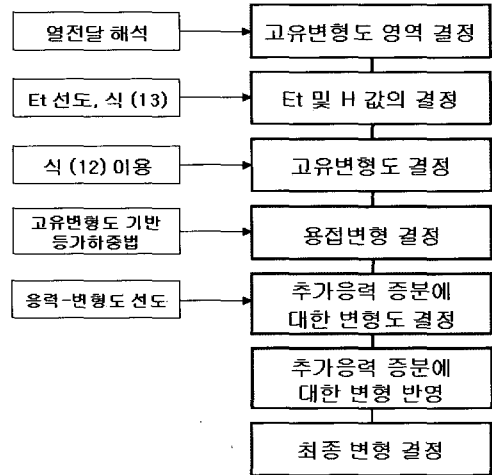 열전달 해석
고유변형도 영역 결정
Et 선도, 식 (13)
Et 및 H 값의 결정
식 (12) 이용
고유변형도 결정
고유변형도 기반
등가하중법
용접변형 결정
응력-변형도 선도
추가응력 증분에
대한 변형도 결정
추가응력 증분에
대한 변형 반영
최종 변형 결정